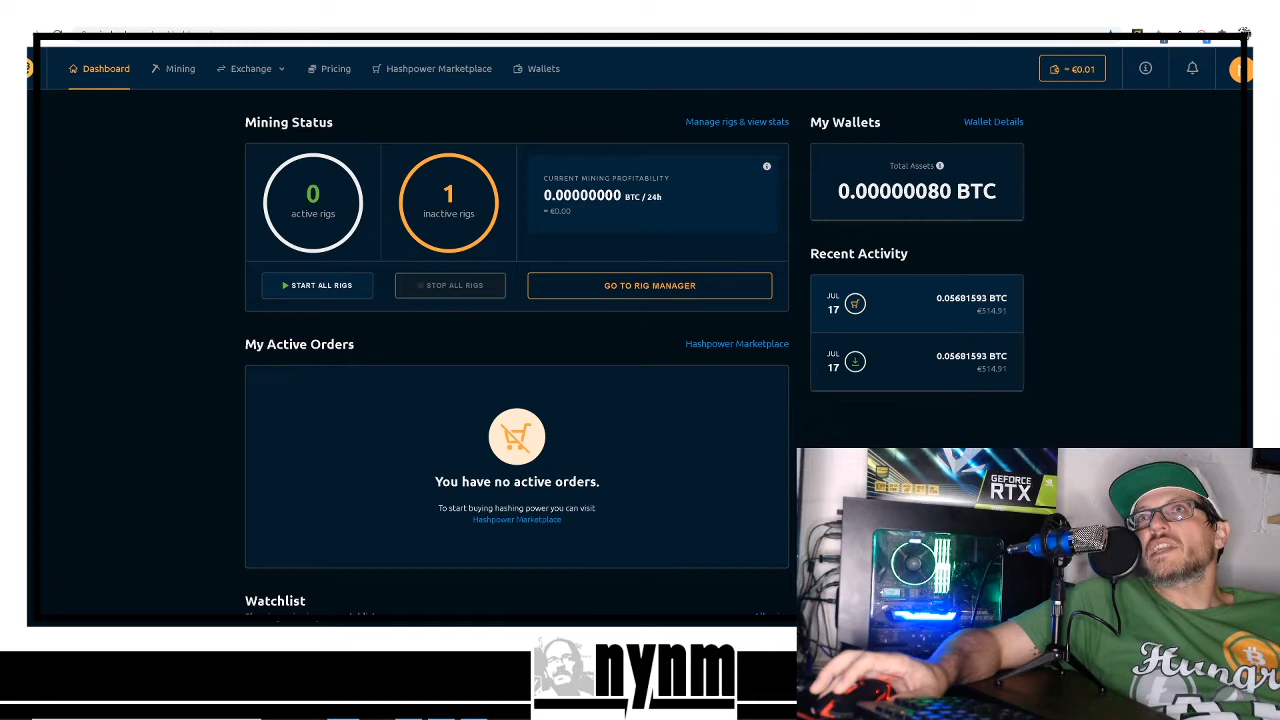 Dashboard
Mining
Exchange
Pricing
Hashpower Marketplace
Wallets
≈ €0.01
Mining Status
Manage rigs & view stats
0
active rigs
1
inactive rigs
CURRENT MINING PROFITABILITY
0.00000000 BTC / 24h
≈ €0.00
START ALL RIGS
STOP ALL RIGS
GO TO RIG MANAGER
My Wallets
Wallet Details
Total Assets
0.00000080 BTC
Recent Activity
JUL
17
0.05681593 BTC
€514.91
JUL
17
0.05681593 BTC
€514.91
My Active Orders
Hashpower Marketplace
You have no active orders.
To start buying hashing power you can visit
Hashpower Marketplace
Watchlist
GEFORCE
RTX
Hungr
nynm